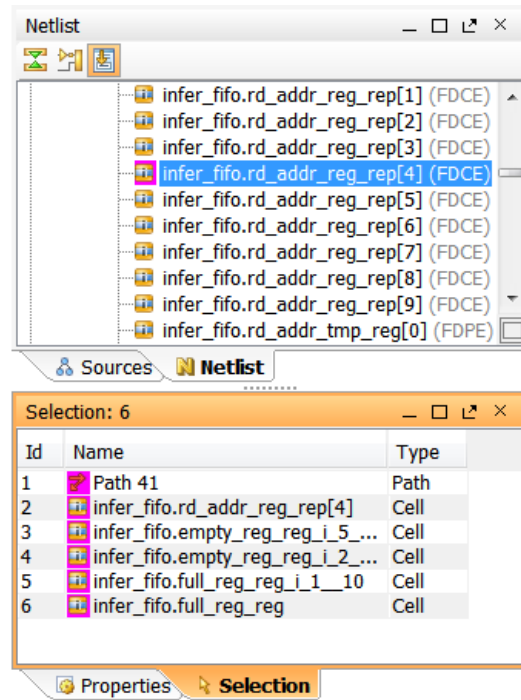 Netlist
infer_fifo.rd_addr_reg_rep[1] (FDCE)
infer_fifo.rd_addr_reg_rep[2] (FDCE)
infer_fifo.rd_addr_reg_rep[3] (FDCE)
infer_fifo.rd_addr_reg_rep[4] (FDCE)
infer_fifo.rd_addr_reg_rep[5] (FDCE)
infer_fifo.rd_addr_reg_rep[6] (FDCE)
infer_fifo.rd_addr_reg_rep[7] (FDCE)
infer_fifo.rd_addr_reg_rep[8] (FDCE)
infer_fifo.rd_addr_reg_rep[9] (FDCE)
infer_fifo.rd_addr_tmp_reg[0] (FDPE)
Sources Netlist
Selection: 6
Id Name Type
1 Path 41 Path
2 infer_fifo.rd_addr_reg_rep[4] Cell
3 infer_fifo.empty_reg_reg_i_5_... Cell
4 infer_fifo.empty_reg_reg_i_2_... Cell
5 infer_fifo.full_reg_reg_i_1__10 Cell
6 infer_fifo.full_reg_reg Cell
Properties Selection